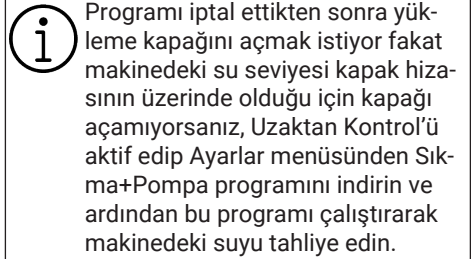 Programı iptal ettikten sonra yük-
leme kapağını açmak istiyor fakat
makinedeki su seviyesi kapak hiza-
sının üzerinde olduğu için kapağı
açamıyorsanız, Uzaktan Kontrol’ü
aktif edip Ayarlar menüsünden Sık-
ma+Pompa programını indirin ve
ardından bu programı çalıştırarak
makinedeki suyu tahliye edin.